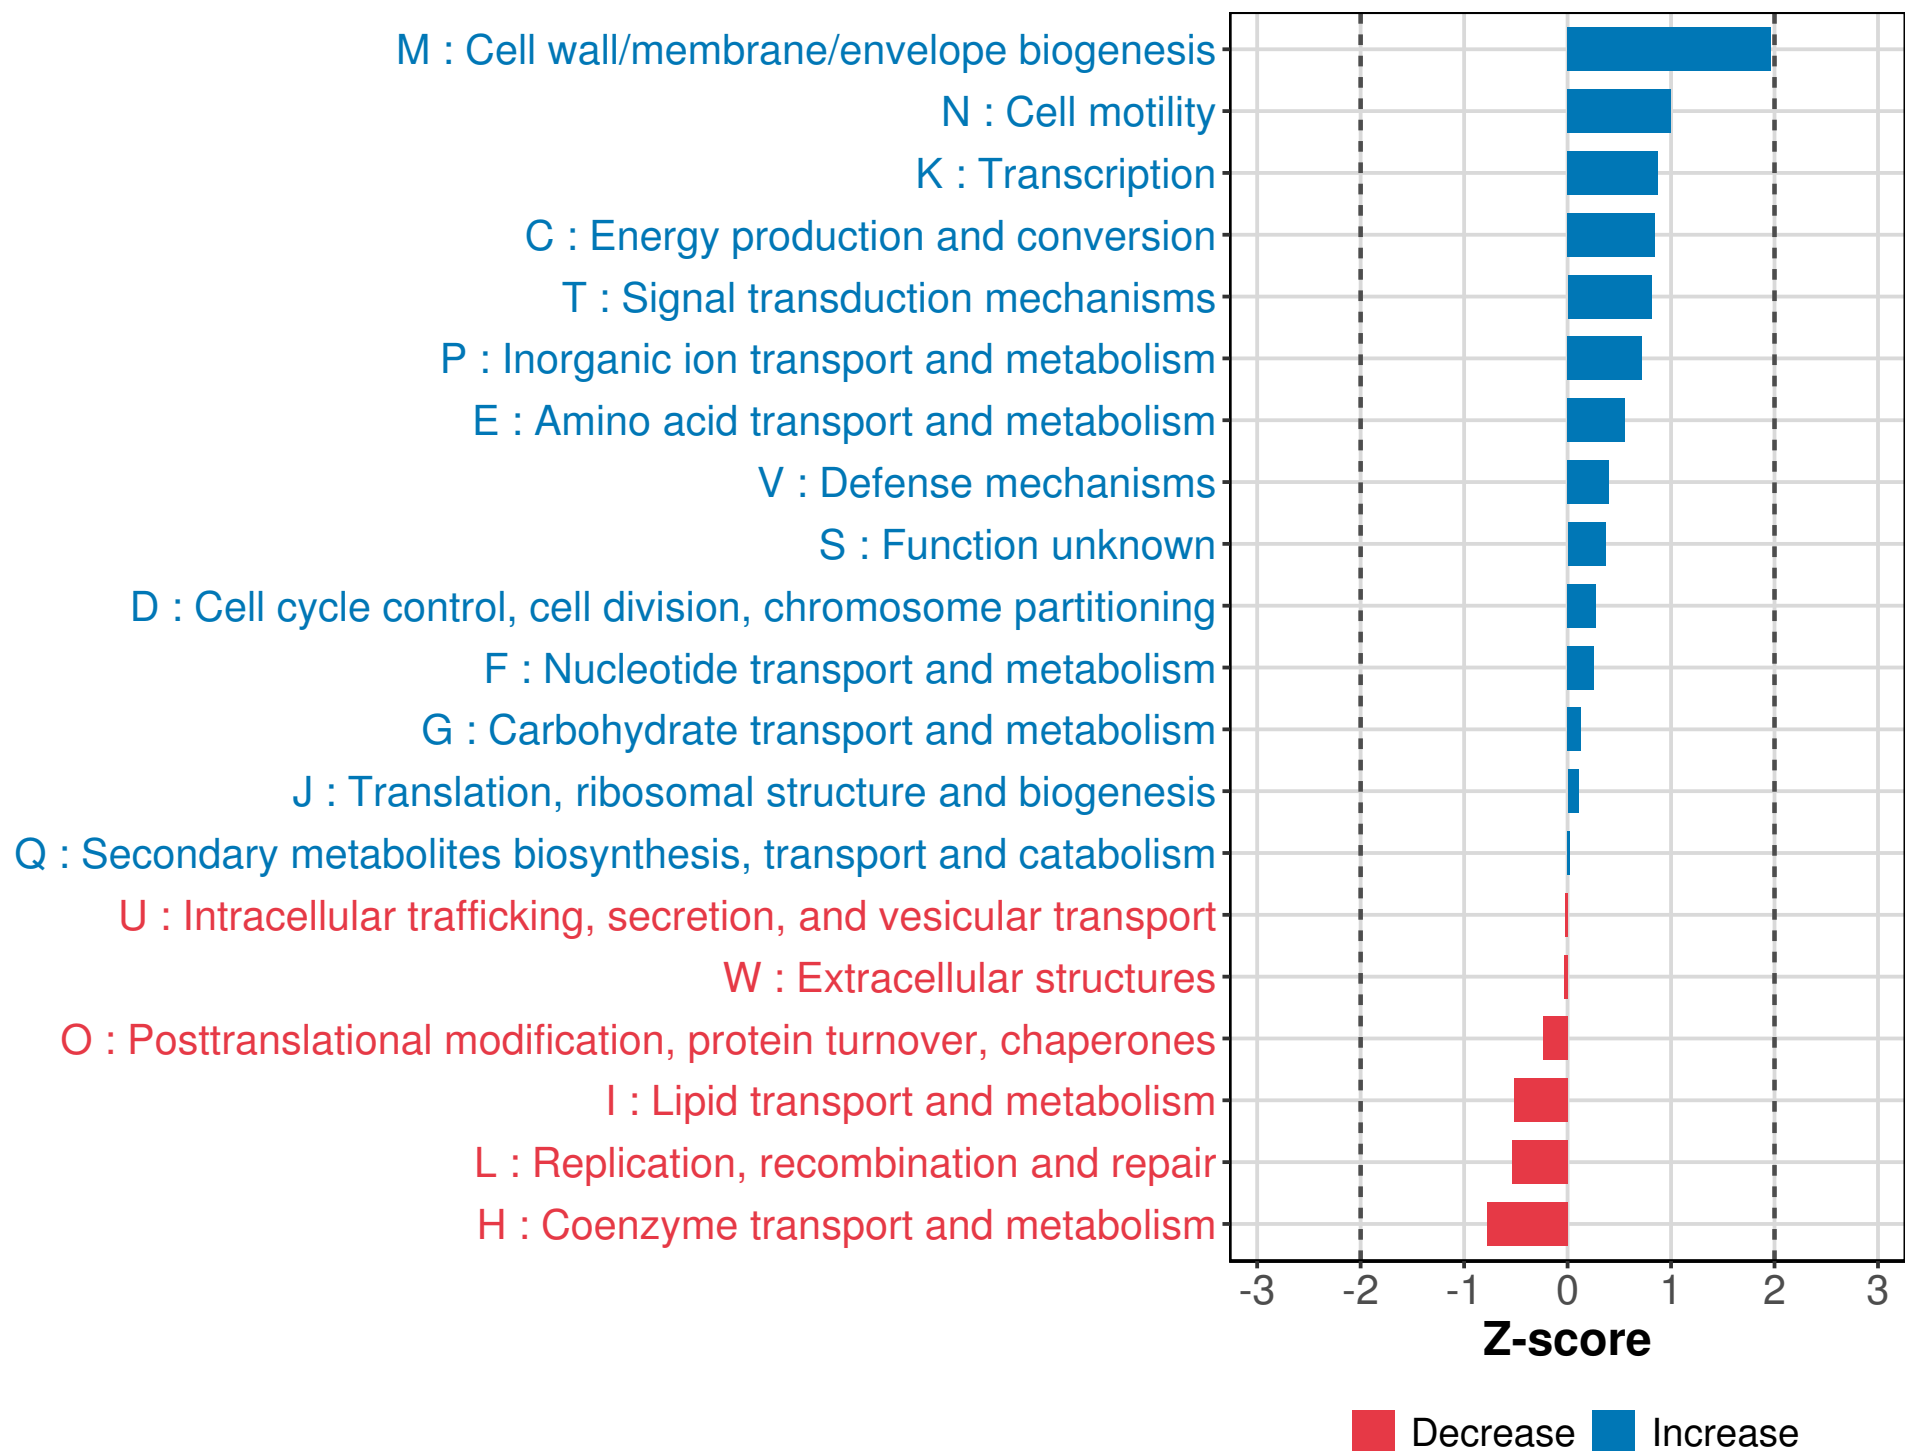 M : Cell wall/membrane/envelope biogenesis
N : Cell motility
K : Transcription
C : Energy production and conversion
T : Signal transduction mechanisms
P : Inorganic ion transport and metabolism
E : Amino acid transport and metabolism
V : Defense mechanisms
S : Function unknown
D : Cell cycle control, cell division, chromosome partitioning
F : Nucleotide transport and metabolism
G : Carbohydrate transport and metabolism
J : Translation, ribosomal structure and biogenesis
Q : Secondary metabolites biosynthesis, transport and catabolism
U : Intracellular trafficking, secretion, and vesicular transport
W : Extracellular structures
O : Posttranslational modification, protein turnover, chaperones
I : Lipid transport and metabolism
L : Replication, recombination and repair
H : Coenzyme transport and metabolism
-3 -2 -1 0 1 2 3
Z-score
Decrease Increase